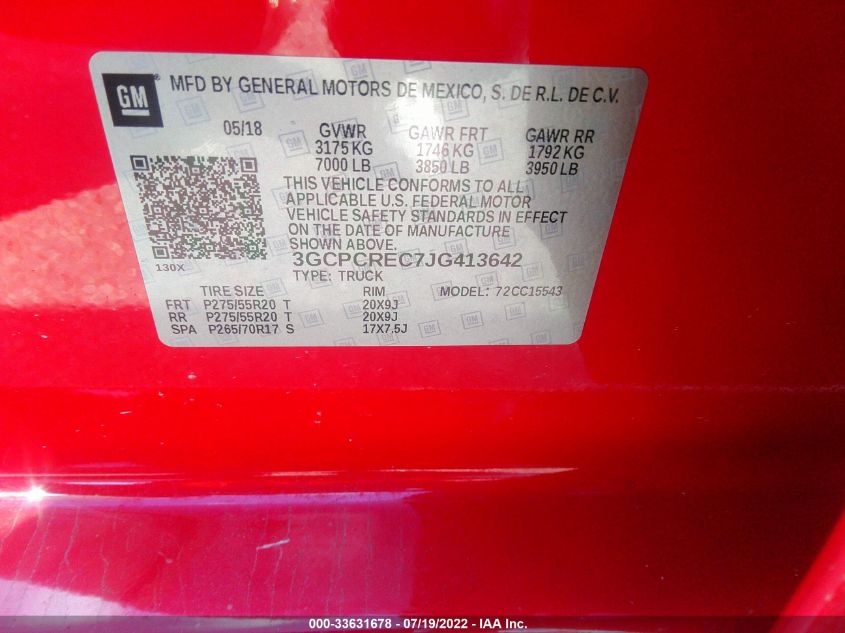 GM MFD BY GENERAL MOTORS DE MEXICO, S. DE R.L. DE C.V.
05/18 GVWR GAWR FRT GAWR RR
3175 KG 1746 KG 1792 KG
7000 LB 3850 LB 3950 LB
THIS VEHICLE CONFORMS TO ALL
APPLICABLE U.S. FEDERAL MOTOR
VEHICLE SAFETY STANDARDS IN EFFECT
ON THE DATE OF MANUFACTURE
SHOWN ABOVE.
130X 3GCPCREC7JG413642
TYPE: TRUCK
TIRE SIZE RIM MODEL: 72CC15543
FRT P275/55R20 T 20X9J
RR P275/55R20 T 20X9J
SPA P265/70R17 S 17X7.5J
000-33631678 - 07/19/2022 - IAA Inc.